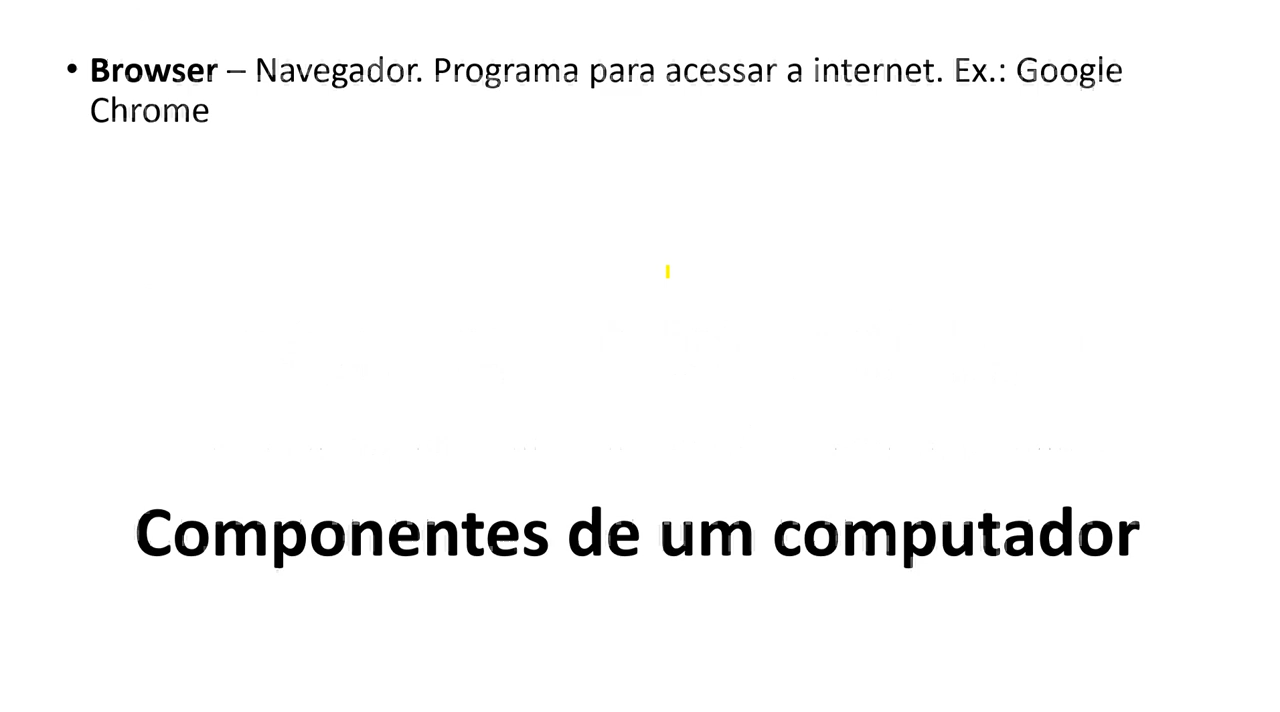 • Browser – Navegador. Programa para acessar a internet. Ex.: Google
Chrome
Componentes de um computador